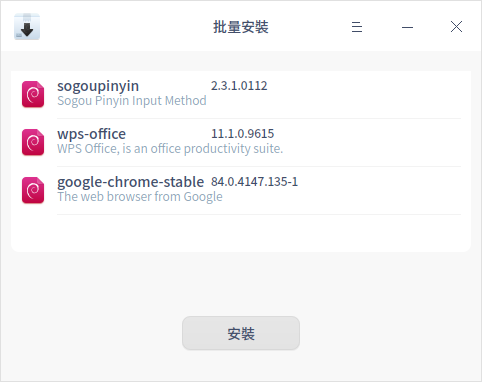 批量安裝
sogoupinyin 2.3.1.0112
Sogou Pinyin Input Method
wps-office 11.1.0.9615
WPS Office, is an office productivity suite.
google-chrome-stable 84.0.4147.135-1
The web browser from Google
安裝